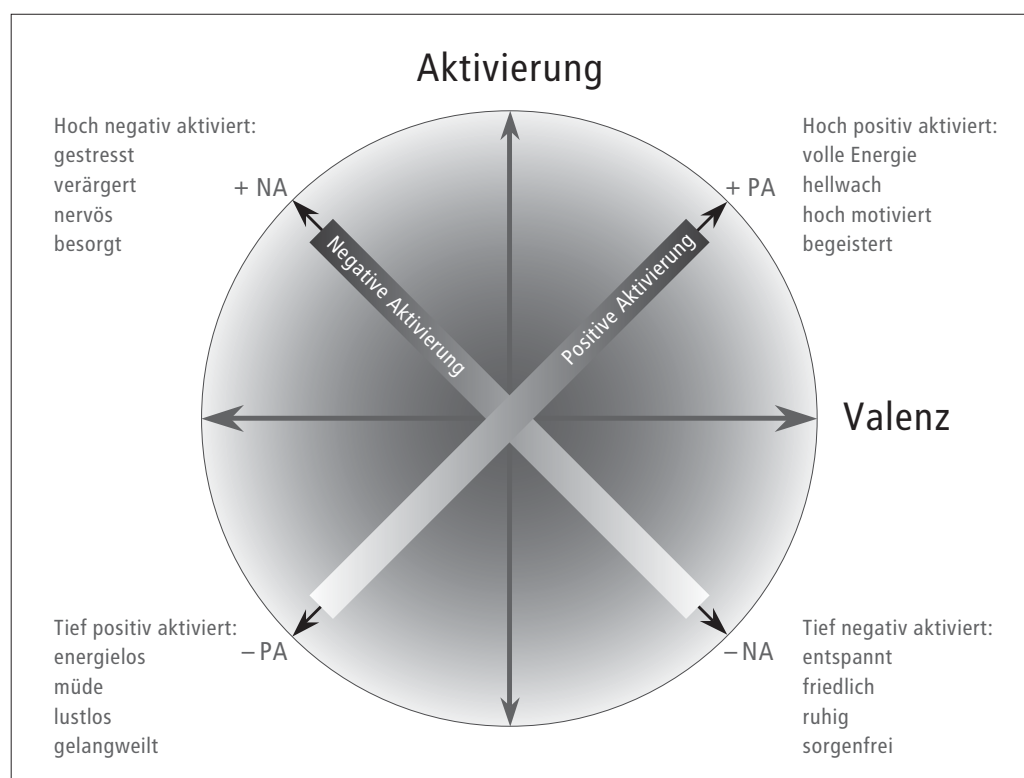 Aktivierung
Hoch negativ aktiviert:
gestresst
verärgert
nervös
besorgt
+ NA
Hoch positiv aktiviert:
volle Energie
hellwach
hoch motiviert
begeistert
+ PA
Negative Aktivierung
Positive Aktivierung
Valenz
Tief positiv aktiviert:
energielos
müde
lustlos
gelangweilt
– PA
Tief negativ aktiviert:
entspannt
friedlich
ruhig
sorgenfrei
– NA